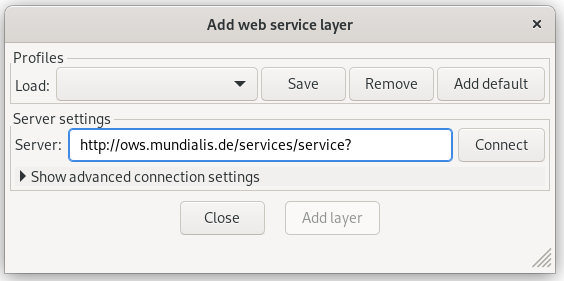 Add web service layer
Profiles
Load: Save Remove Add default
Server settings
Server: http://ows.mundialis.de/services/service? Connect
Show advanced connection settings
Close Add layer